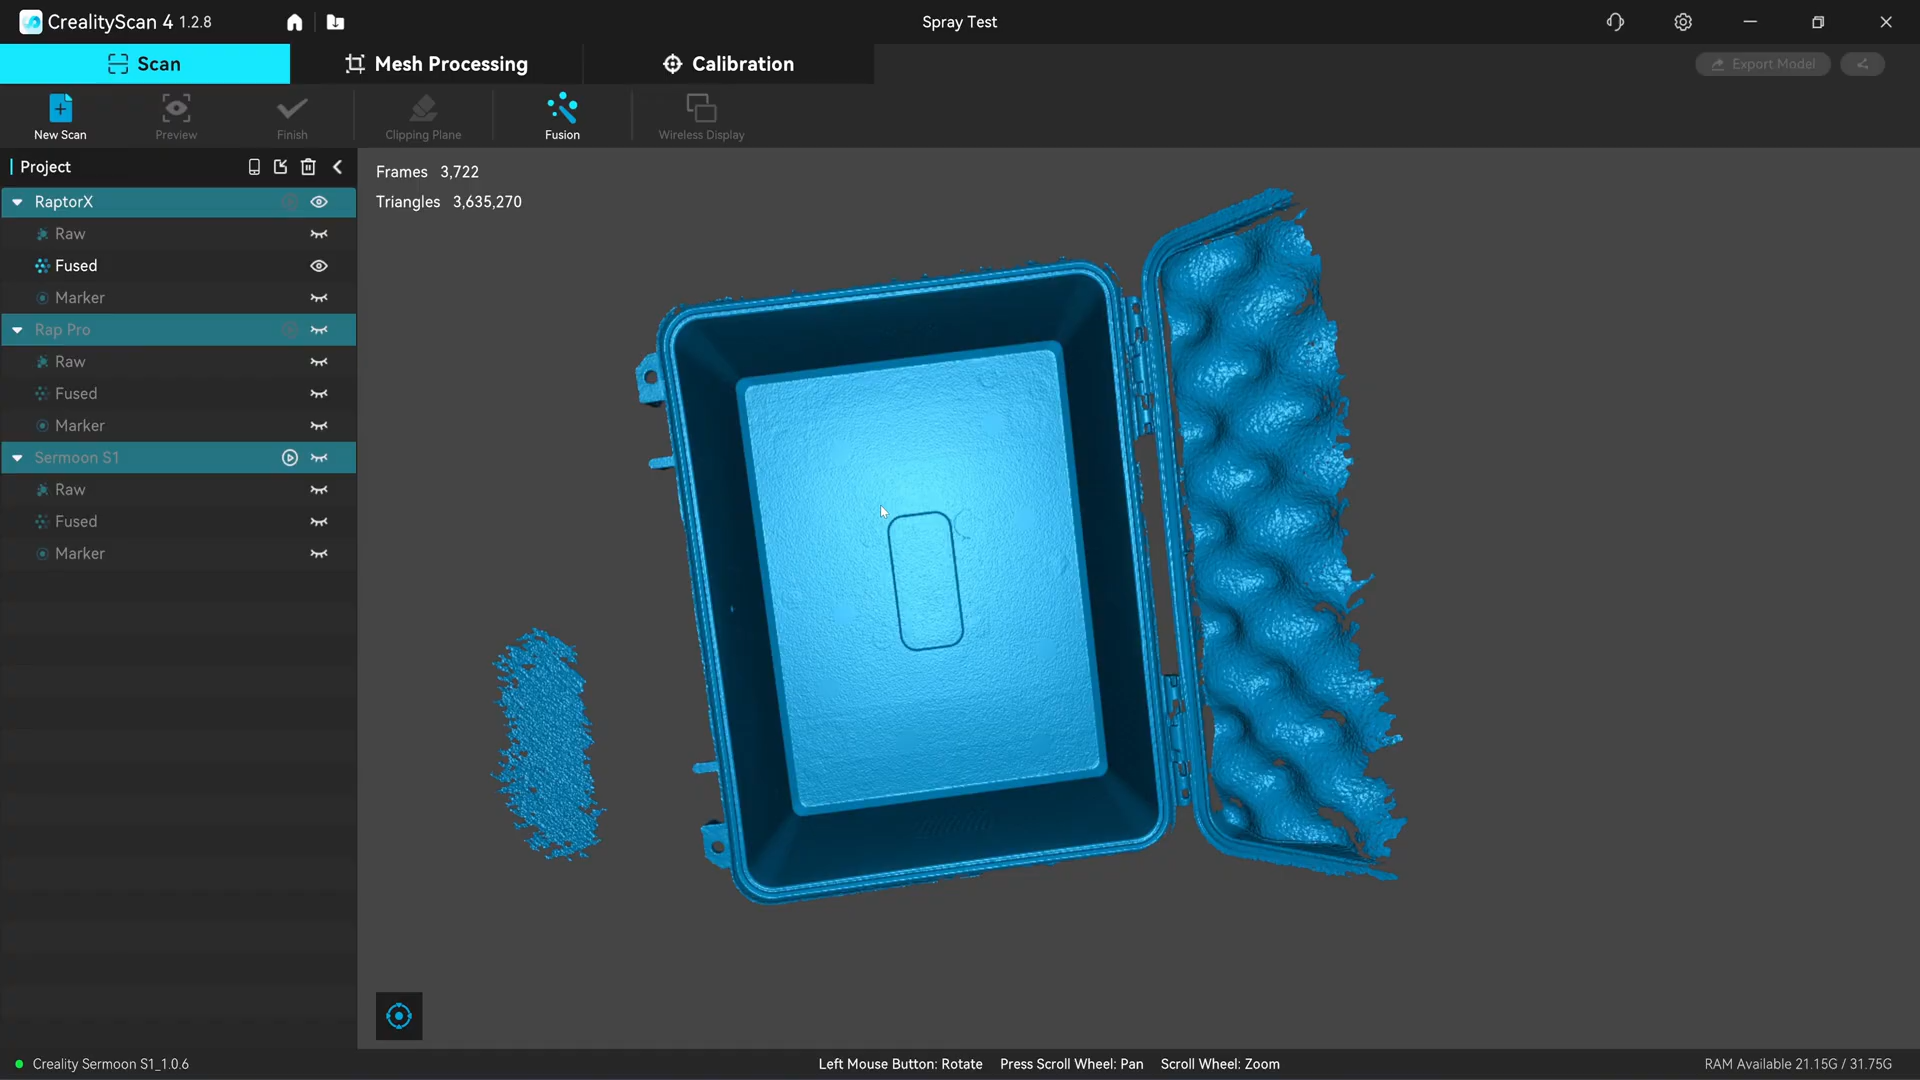 CrealityScan 4 1.2.8
Spray Test
Scan
Mesh Processing
Calibration
Export Model
New Scan
Preview
Finish
Clipping Plane
Fusion
Wireless Display
Project
RaptorX
Raw
Fused
Marker
Rap Pro
Raw
Fused
Marker
Sermoon S1
Raw
Fused
Marker
Frames 3,722
Triangles 3,635,270
Creality Sermoon S1_1.0.6
Left Mouse Button: Rotate Press Scroll Wheel: Pan Scroll Wheel: Zoom
RAM Available 21.15G / 31.75G